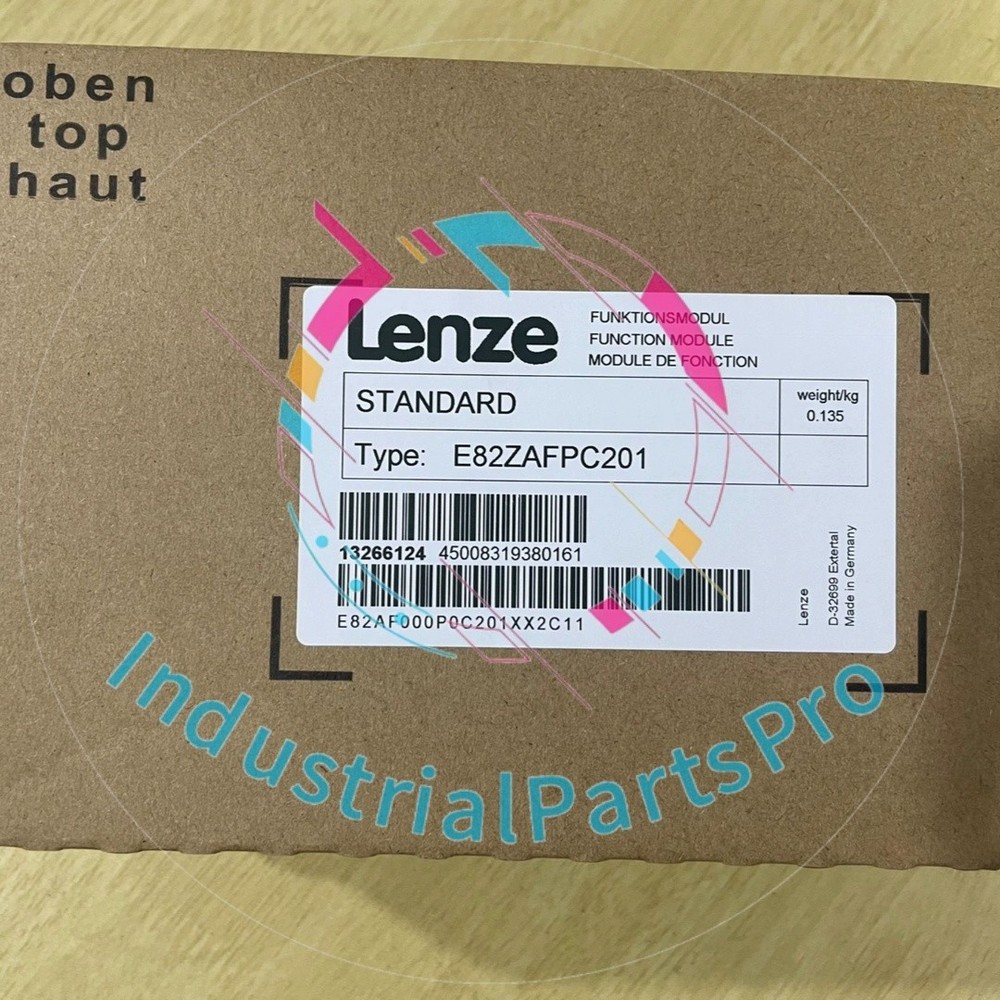 oben
top
haut
Lenze
FUNKTIONSMODUL
FUNCTION MODULE
MODULE DE FONCTION
STANDARD
weight/kg
0.135
Type: E82ZAFPC201
13266124 45008319380161
E82AF000P0C201XX2C11
Lenze
D-32699 Extertal
Made in Germany
IndustrialPartsPro